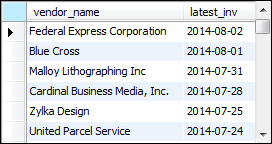 vendor_name latest_inv
Federal Express Corporation 2014-08-02
Blue Cross 2014-08-01
Malloy Lithographing Inc 2014-07-31
Cardinal Business Media, Inc. 2014-07-28
Zylka Design 2014-07-25
United Parcel Service 2014-07-24